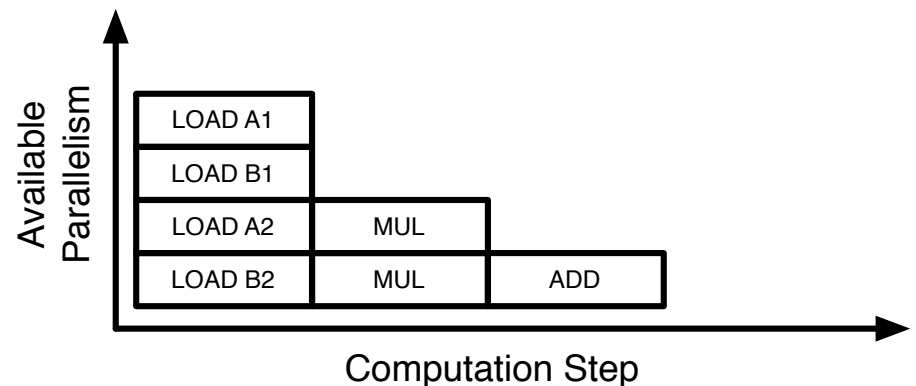 Available
Parallelism
LOAD A1
LOAD B1
LOAD A2 MUL
LOAD B2 MUL ADD
Computation Step